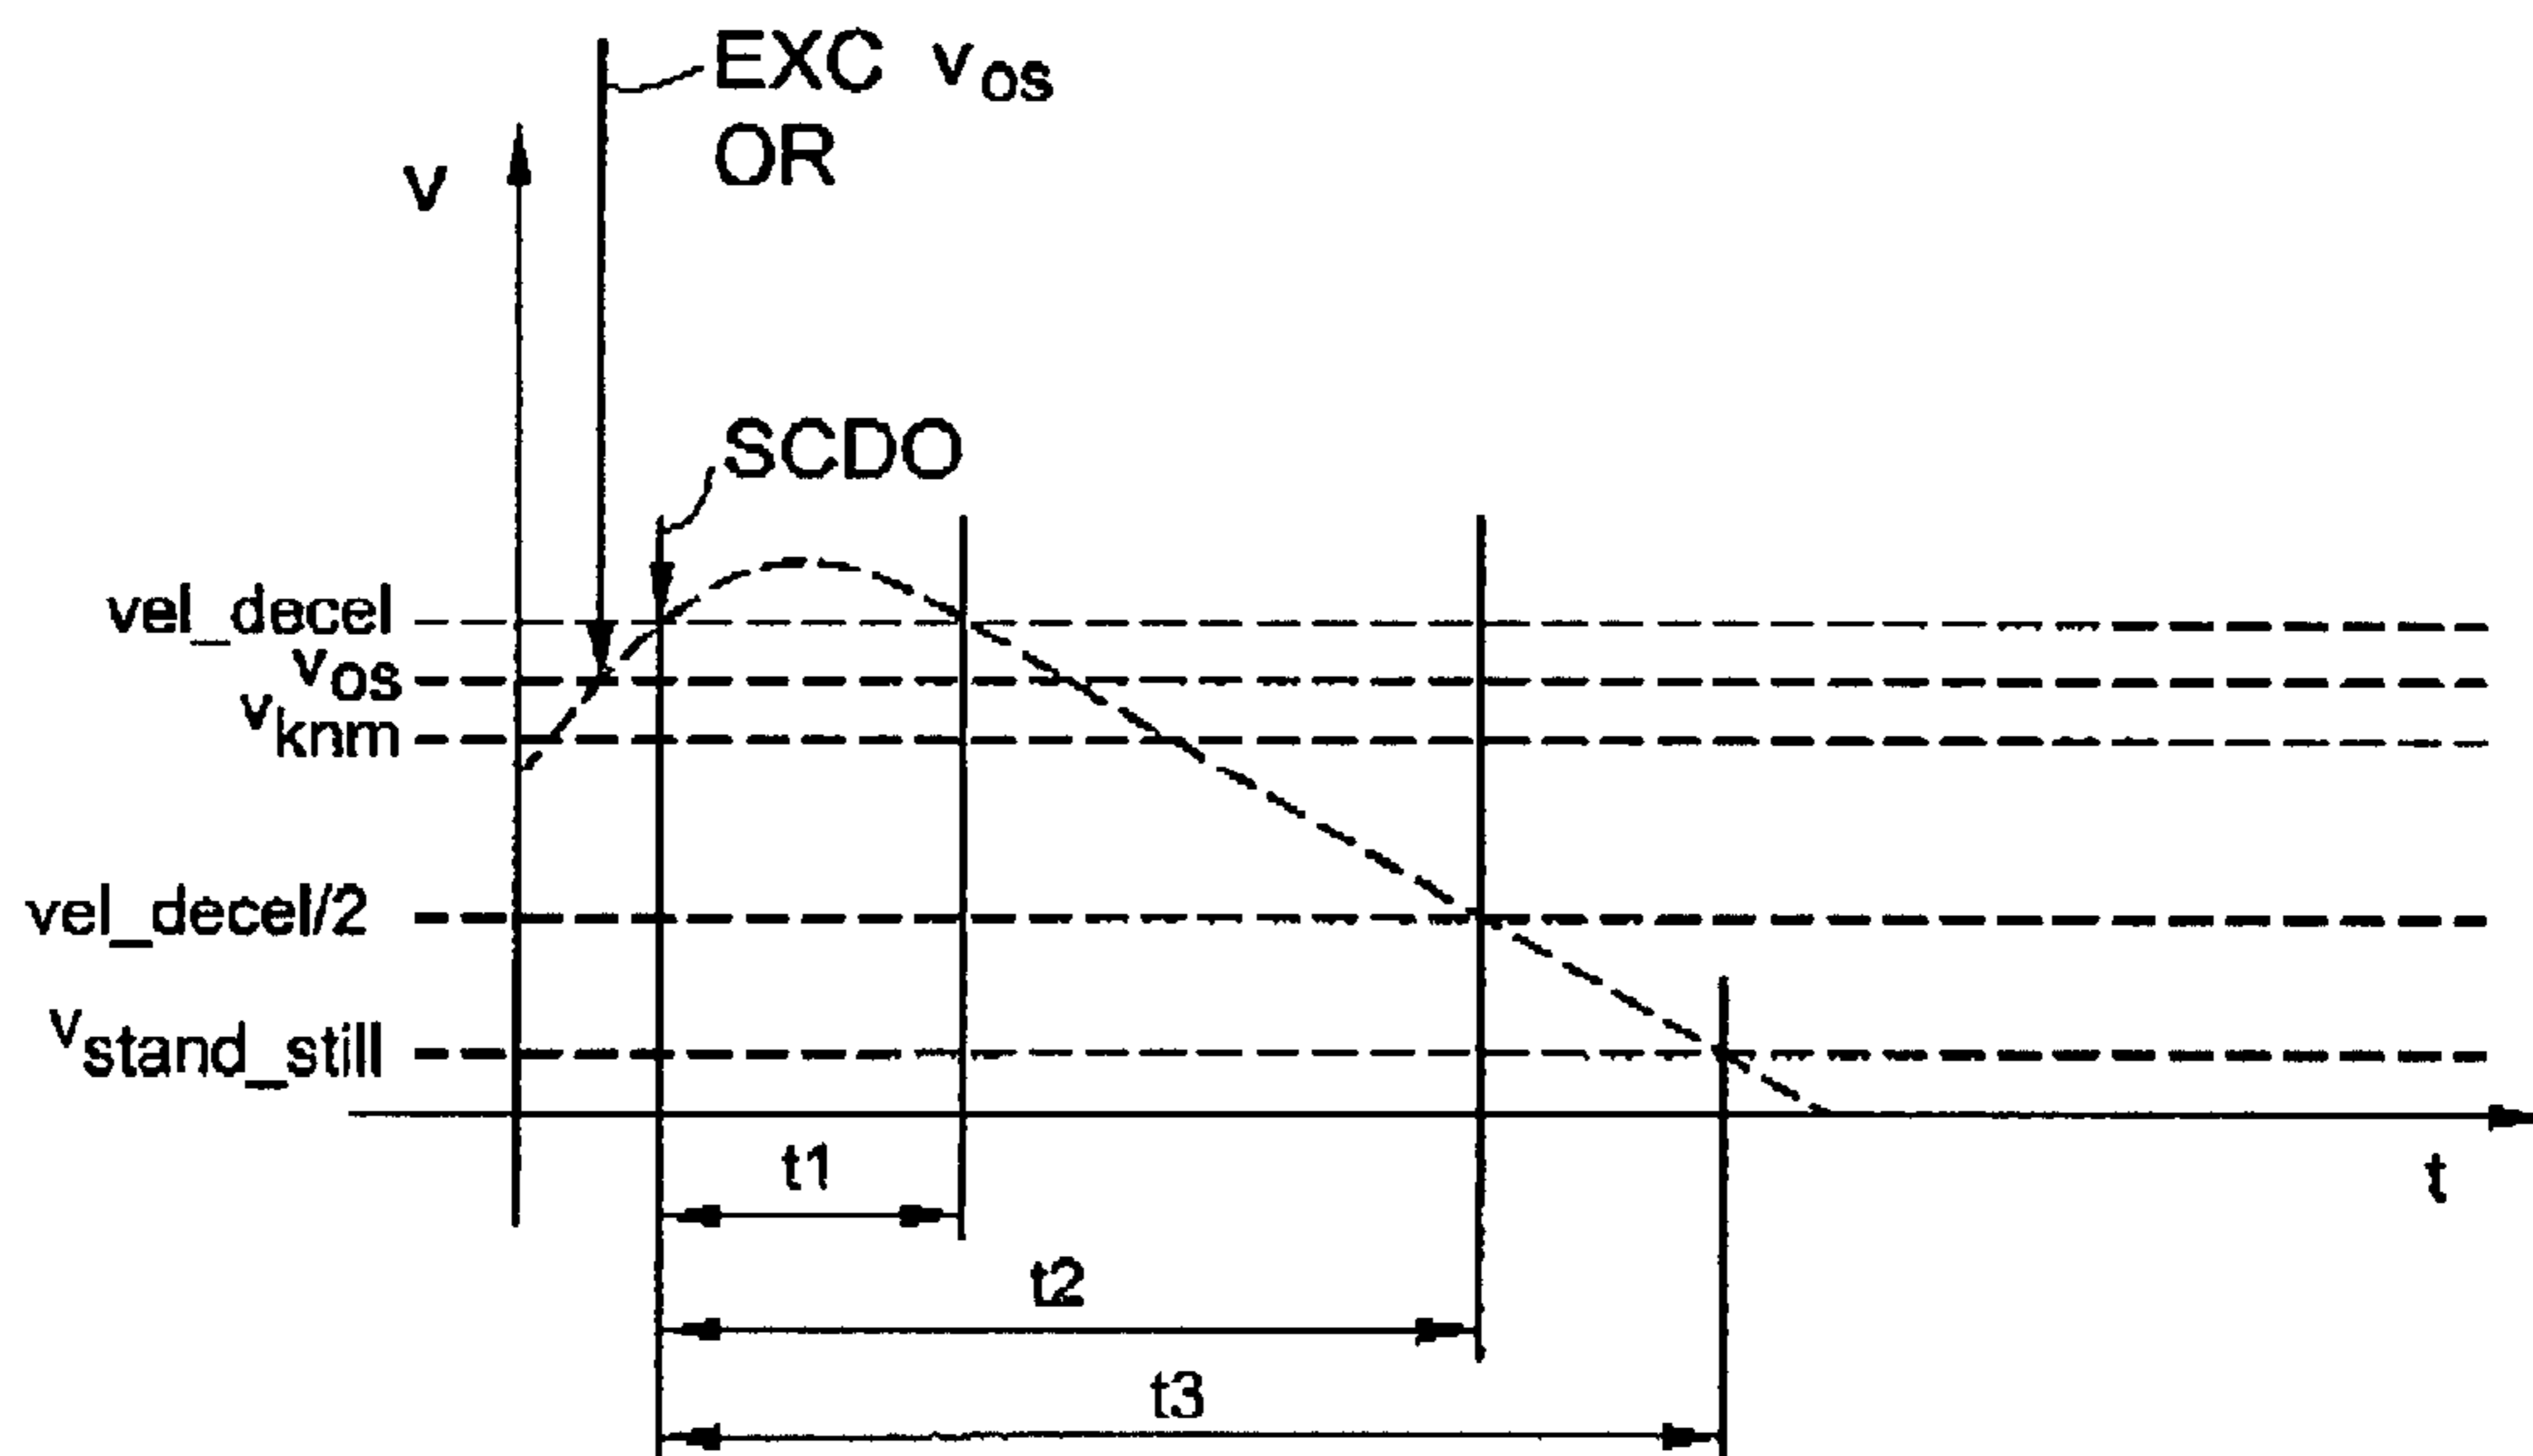 EXC v_os
OR
v
SCDO
vel_decel
v_os
v_knm
vel_decel/2
v_stand_still
t
t1
t2
t3